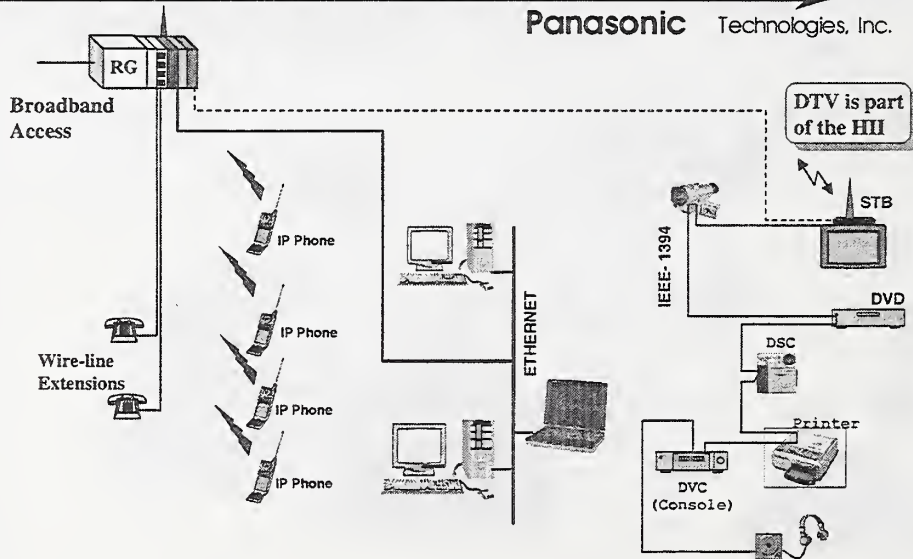 Panasonic Technologies, Inc.
RG
Broadband
Access
DTV is part
of the HII
STB
IP Phone
IEEE- 1394
DVD
ETHERNET
IP Phone
DSC
Wire-line
Extensions
IP Phone
Printer
DVC
(Console)
IP Phone